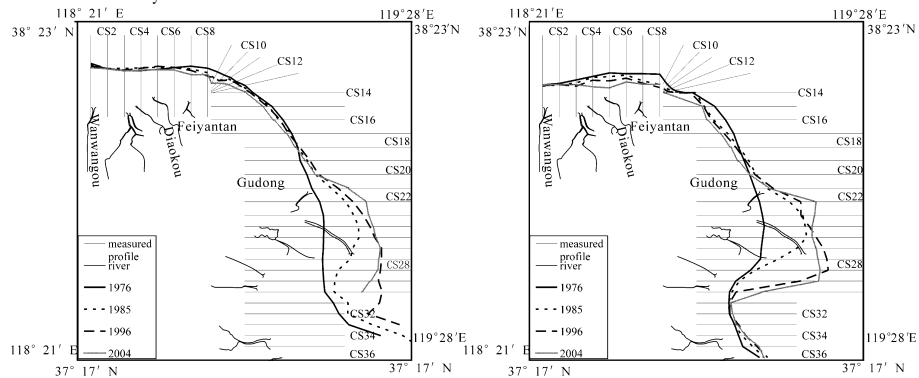 118° 21′ E
119°28′E
38° 23′ N
38°23′ N
CS2 CS4 CS6 CS8
CS10
CS12
CS14
CS16
CS18
CS20
CS22
CS28
CS32
CS34
CS36
Wanwangou
Diaokou
Feiyantan
Gudong
measured
profile
river
1976
1985
1996
2004
118° 21′ E
119°28′E
37° 17′ N
37° 17′ N
118° 21′ E
119°28′E
38° 23′ N
38°23′ N
CS2 CS4 CS6 CS8
CS10
CS12
CS14
CS16
CS18
CS20
CS22
CS28
CS32
CS34
CS36
Wanwangou
Diaokou
Feiyantan
Gudong
measured
profile
river
1976
1985
1996
2004
118° 21′ E
119°28′E
37° 17′ N
37° 17′ N